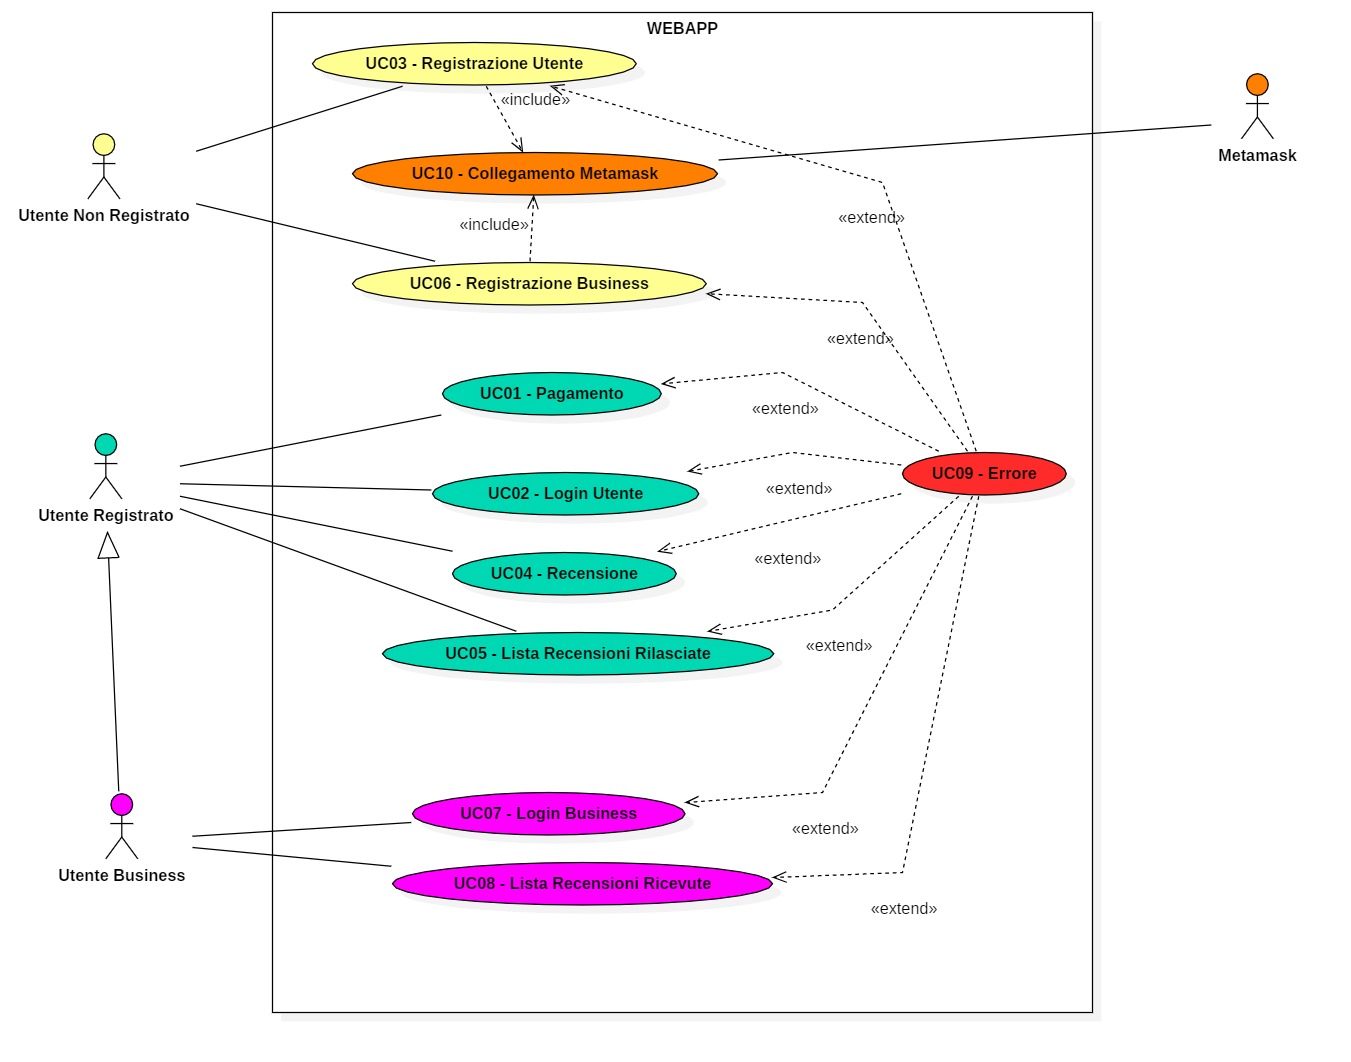 WEBAPP
UC03 - Registrazione Utente
«include»
UC10 - Collegamento Metamask
Metamask
Utente Non Registrato
«extend»
«include»
UC06 - Registrazione Business
«extend»
UC01 - Pagamento
«extend»
UC09 - Errore
UC02 - Login Utente
«extend»
Utente Registrato
«extend»
UC04 - Recensione
«extend»
UC05 - Lista Recensioni Rilasciate
UC07 - Login Business
«extend»
Utente Business
UC08 - Lista Recensioni Ricevute
«extend»